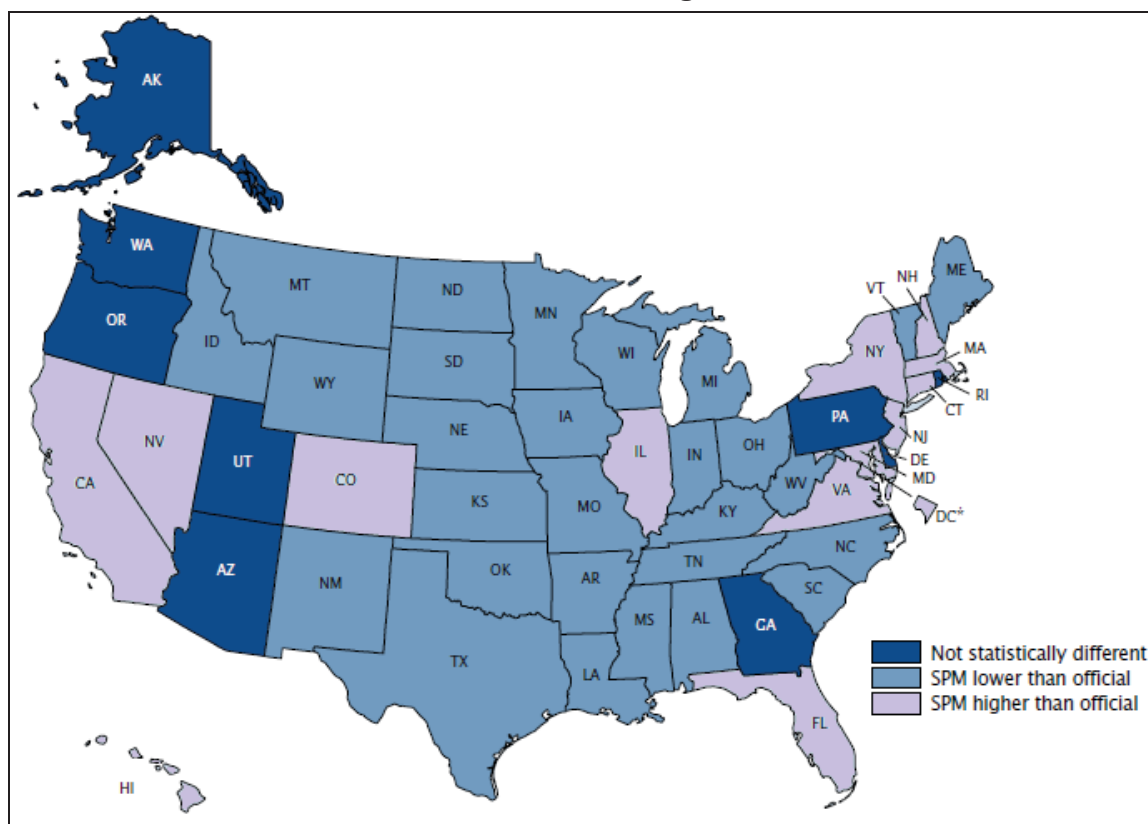 AK
WA
MT
ND
MN
ME
VT
NH
OR
ID
WI
NY
MA
SD
WY
MI
RI
CT
IA
PA
NE
NJ
NV
UT
OH
IL
IN
DE
CO
MD
CA
WV
VA
KS
MO
KY
DC*
NC
TN
AZ
OK
NM
AR
SC
MS
AL
GA
TX
LA
Not statistically different
SPM lower than official
SPM higher than official
FL
HI